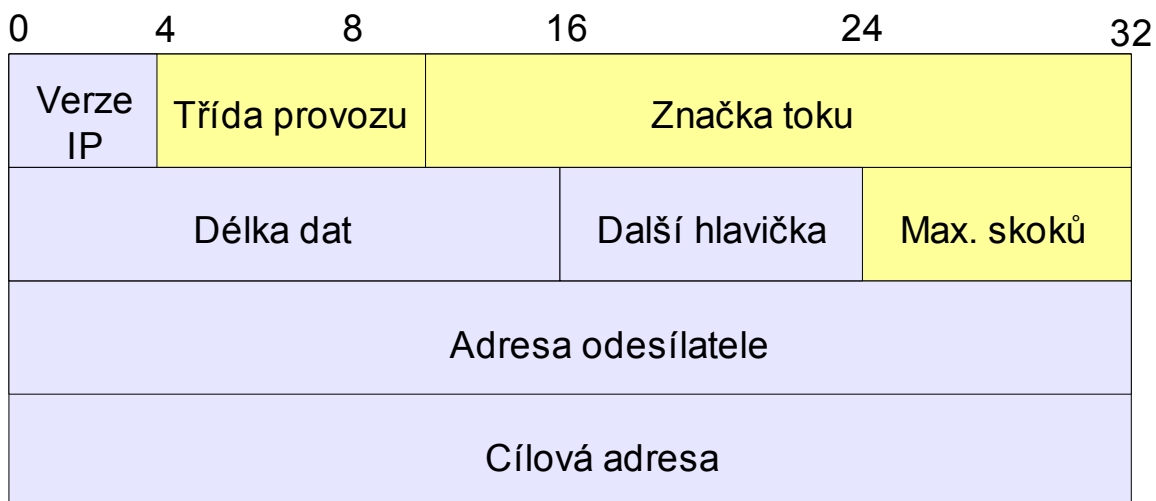 0 4 8 16 24 32
Verze
IP
Třída provozu
Značka toku
Délka dat
Další hlavička
Max. skoků
Adresa odesílatele
Cílová adresa